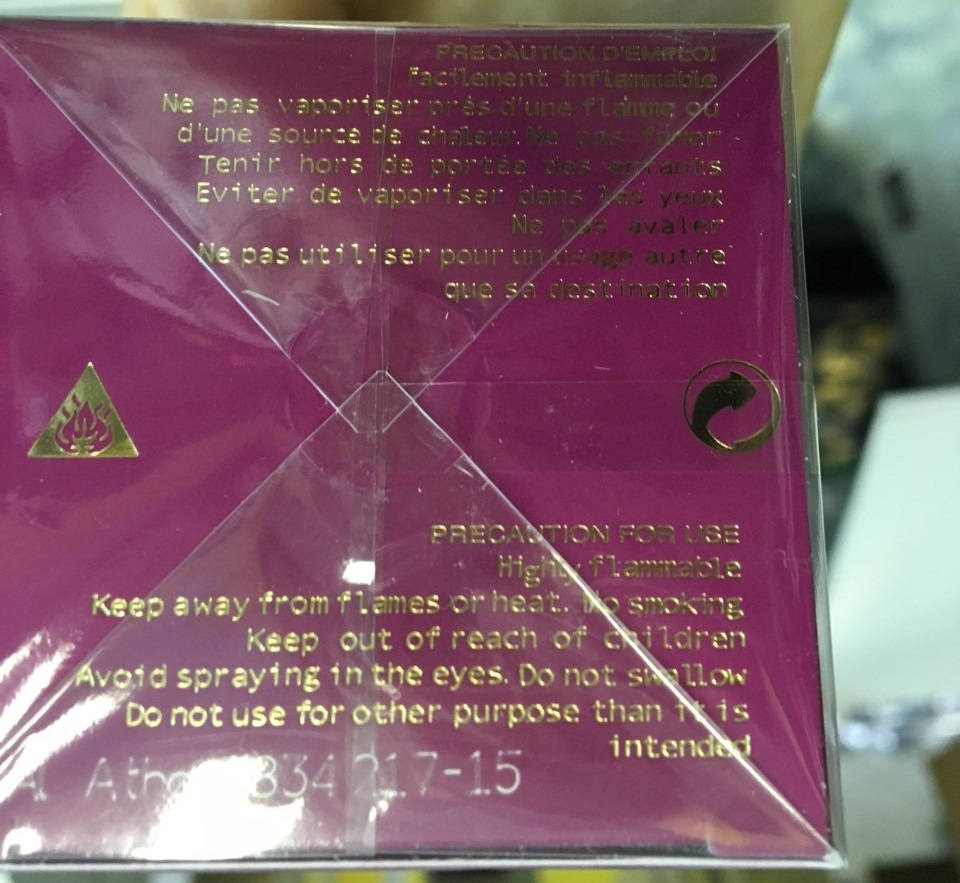 PRECAUTION D'EMPLOI
Facilement inflammable
Ne pas vaporiser près d'une flamme ou
d'une source de chaleur. Ne pas fumer
Tenir hors de portée des enfants
Eviter de vaporiser dans les yeux
Ne pas avaler
Ne pas utiliser pour un usage autre
que sa destination
PRECAUTION FOR USE
Highly flammable
Keep away from flames or heat. No smoking
Keep out of reach of children
Avoid spraying in the eyes. Do not swallow
Do not use for other purpose than it is
intended
834 217-15